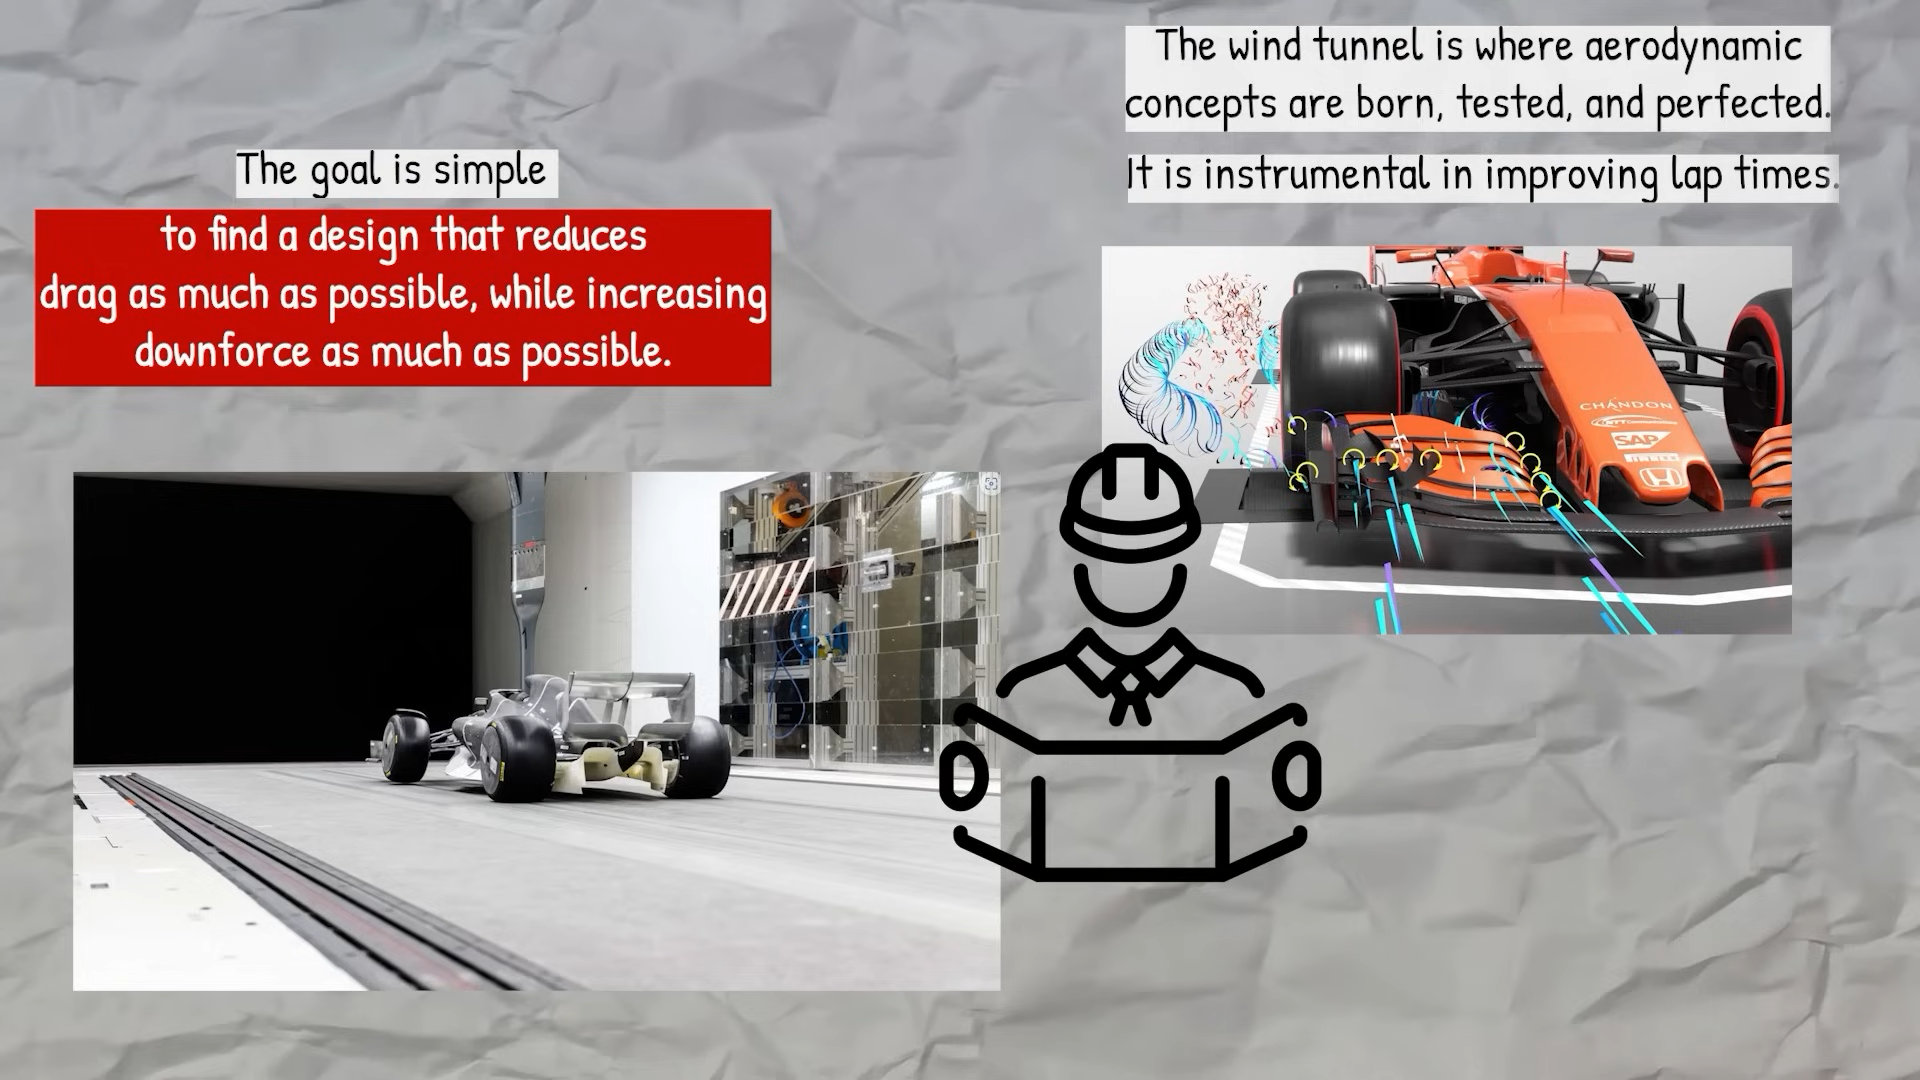 The goal is simple
to find a design that reduces
drag as much as possible, while increasing
downforce as much as possible.
The wind tunnel is where aerodynamic
concepts are born, tested, and perfected.
It is instrumental in improving lap times.
CHANDON
SAP